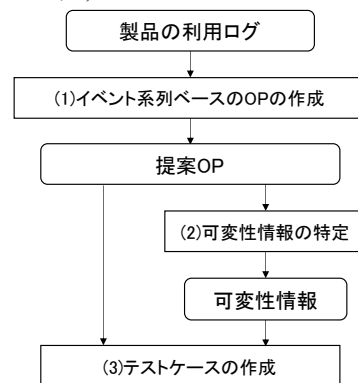 製品の利用ログ
(1)イベント系列ベースのOPの作成
提案OP
(2)可変性情報の特定
可変性情報
(3)テストケースの作成